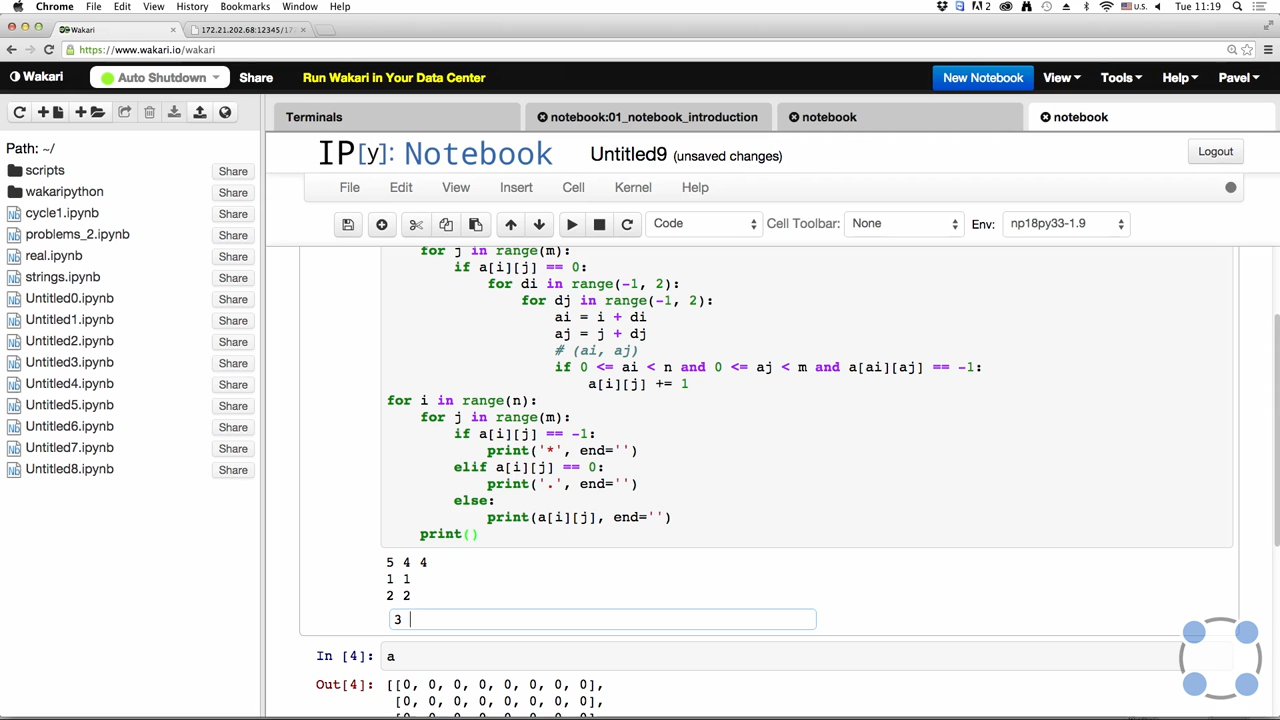 Chrome File Edit View History Bookmarks Window Help 2 U.S. Tue 11:19
Wakari 172.21.202.68:12345/17
https://www.wakari.io/wakari
Wakari Auto Shutdown Share Run Wakari in Your Data Center New Notebook View Tools Help Pavel
Terminals notebook:01_notebook_introduction notebook notebook
Path: ~/
scripts Share
wakaripython Share
cycle1.ipynb Share
problems_2.ipynb Share
real.ipynb Share
strings.ipynb Share
Untitled0.ipynb Share
Untitled1.ipynb Share
Untitled2.ipynb Share
Untitled3.ipynb Share
Untitled4.ipynb Share
Untitled5.ipynb Share
Untitled6.ipynb Share
Untitled7.ipynb Share
Untitled8.ipynb Share
IP[y]: Notebook Untitled9 (unsaved changes) Logout
File Edit View Insert Cell Kernel Help
Code Cell Toolbar: None Env: np18py33-1.9
for j in range(m):
if a[i][j] == 0:
for di in range(-1, 2):
for dj in range(-1, 2):
ai = i + di
aj = j + dj
# (ai, aj)
if 0 <= ai < n and 0 <= aj < m and a[ai][aj] == -1:
a[i][j] += 1
for i in range(n):
for j in range(m):
if a[i][j] == -1:
print('*', end='')
elif a[i][j] == 0:
print('.', end='')
else:
print(a[i][j], end='')
print()
5 4 4
1 1
2 2
3
In [4]: a
Out[4]: [[0, 0, 0, 0, 0, 0, 0, 0],
[0, 0, 0, 0, 0, 0, 0, 0],